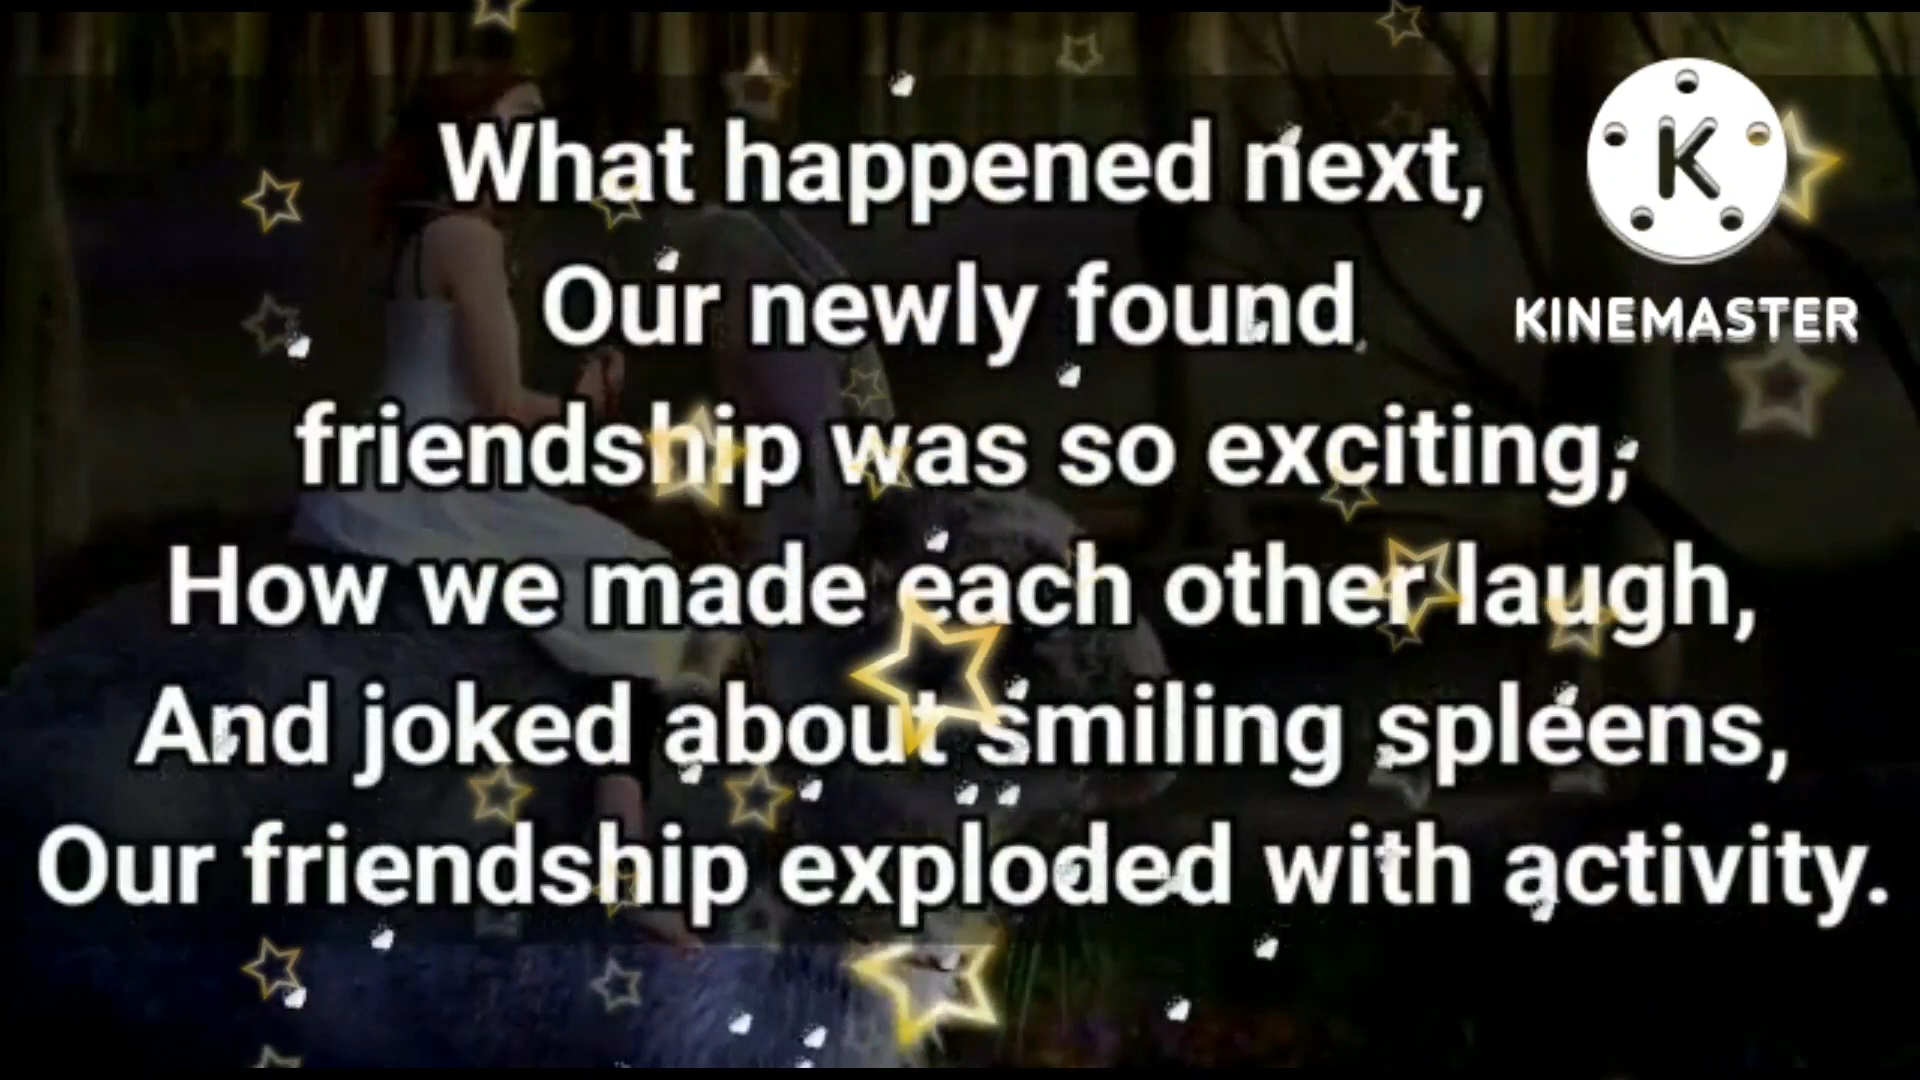 What happened next,
Our newly found
friendship was so exciting,
How we made each other laugh,
And joked about smiling spleens,
Our friendship exploded with activity.
K
KINEMASTER